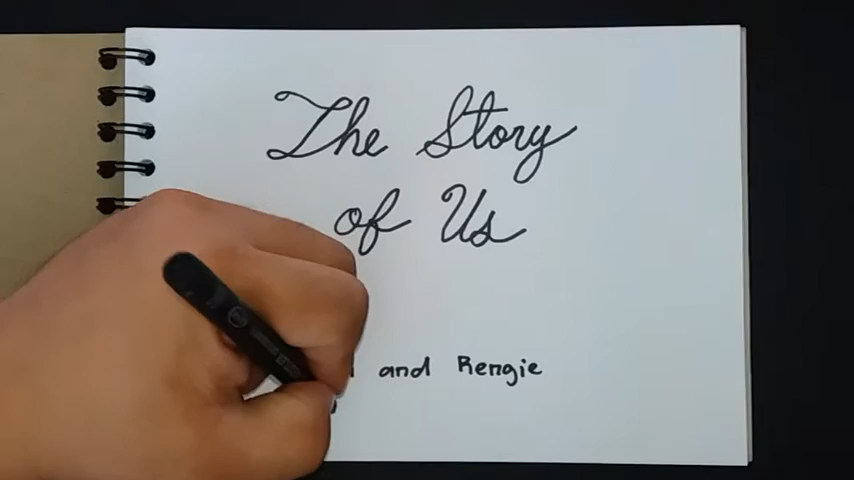 The Story
of Us
and Rengie